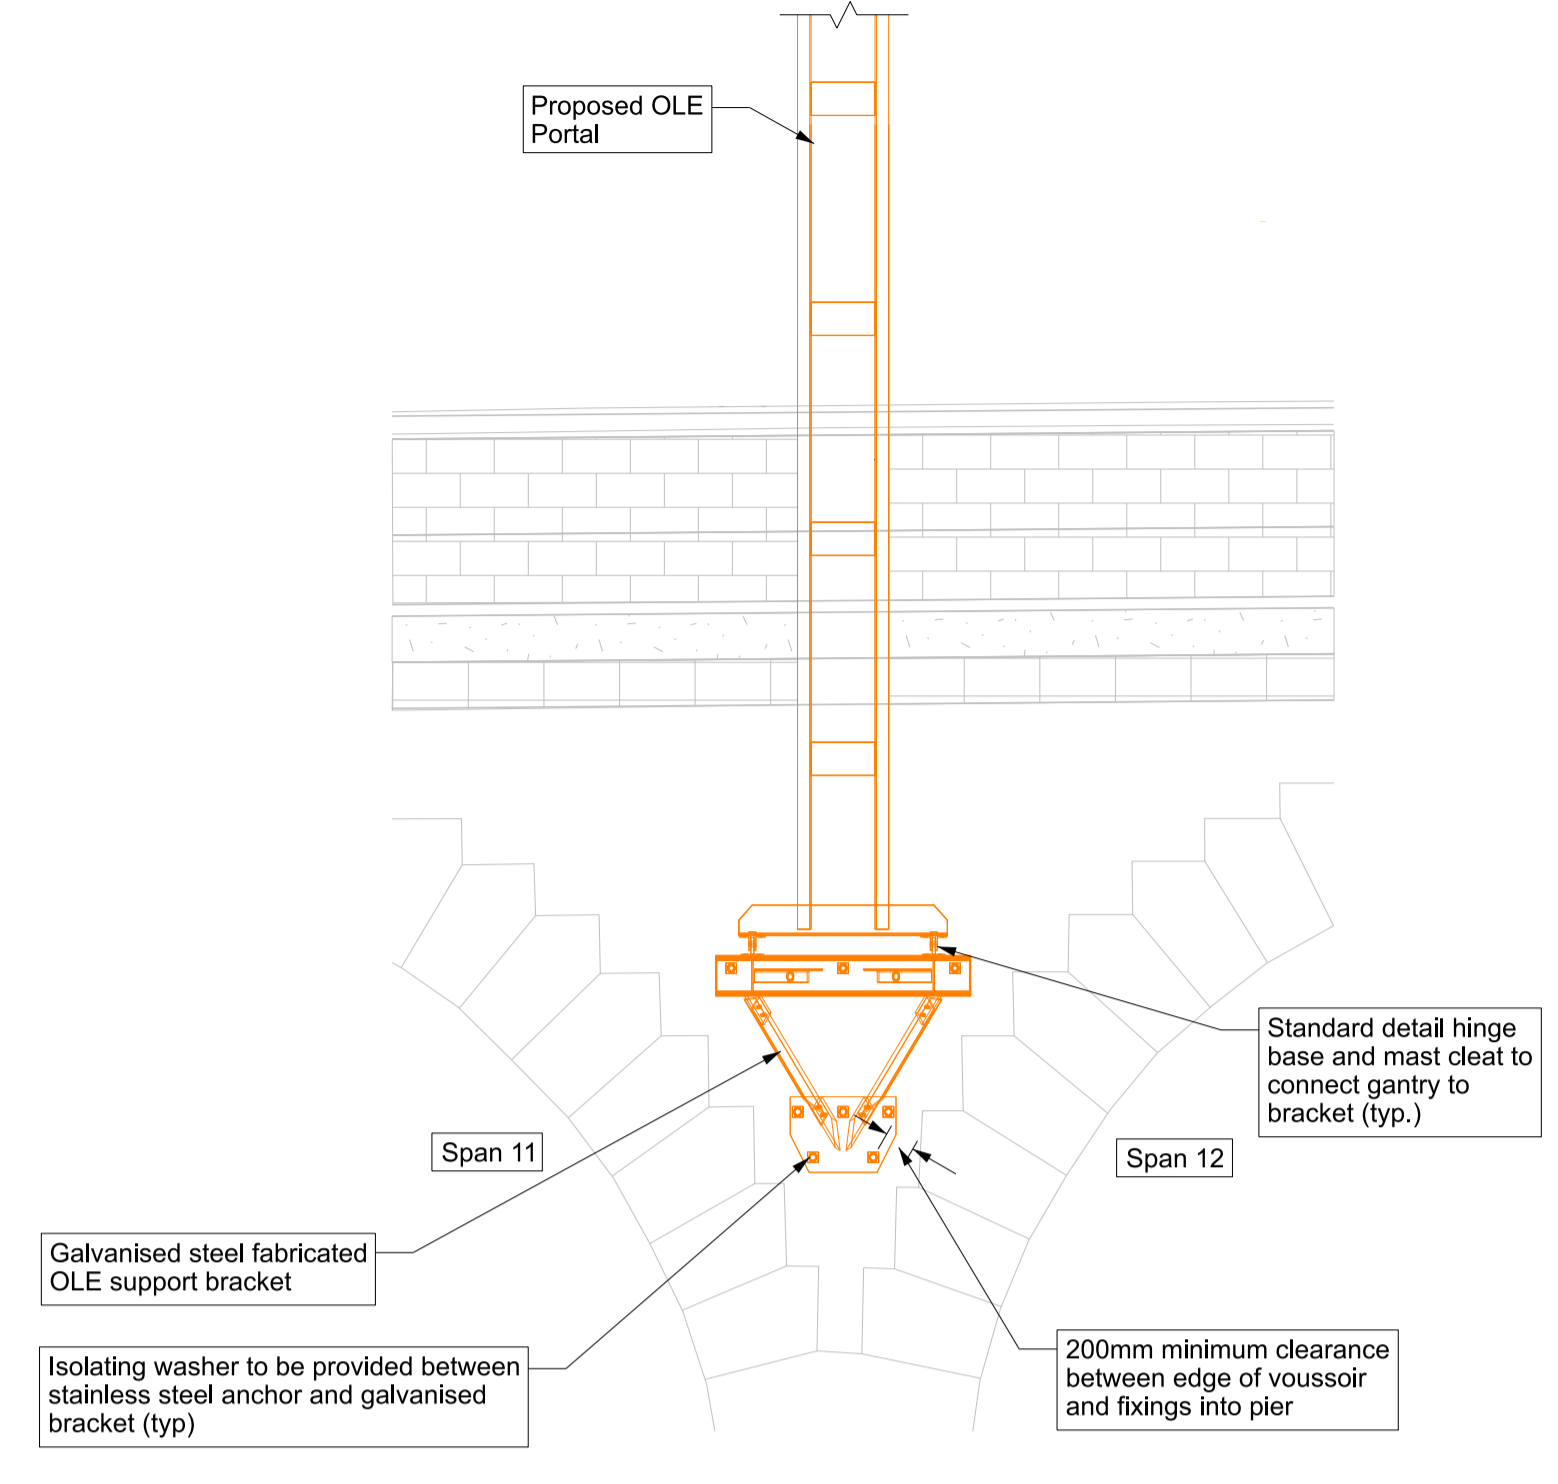 Proposed OLE
Portal
Standard detail hinge
base and mast cleat to
connect gantry to
bracket (typ.)
Span 11
Span 12
Galvanised steel fabricated
OLE support bracket
200mm minimum clearance
between edge of voussoir
and fixings into pier
Isolating washer to be provided between
stainless steel anchor and galvanised
bracket (typ)